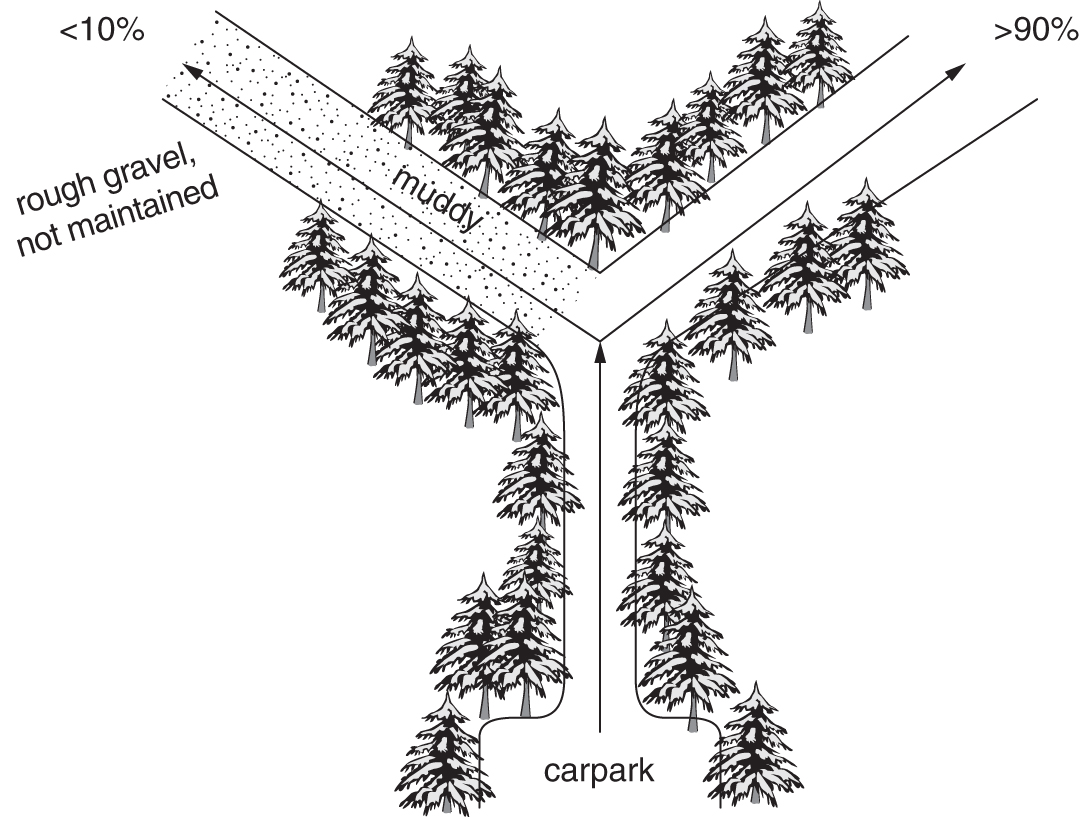 <10%
>90%
rough gravel,
not maintained
muddy
carpark